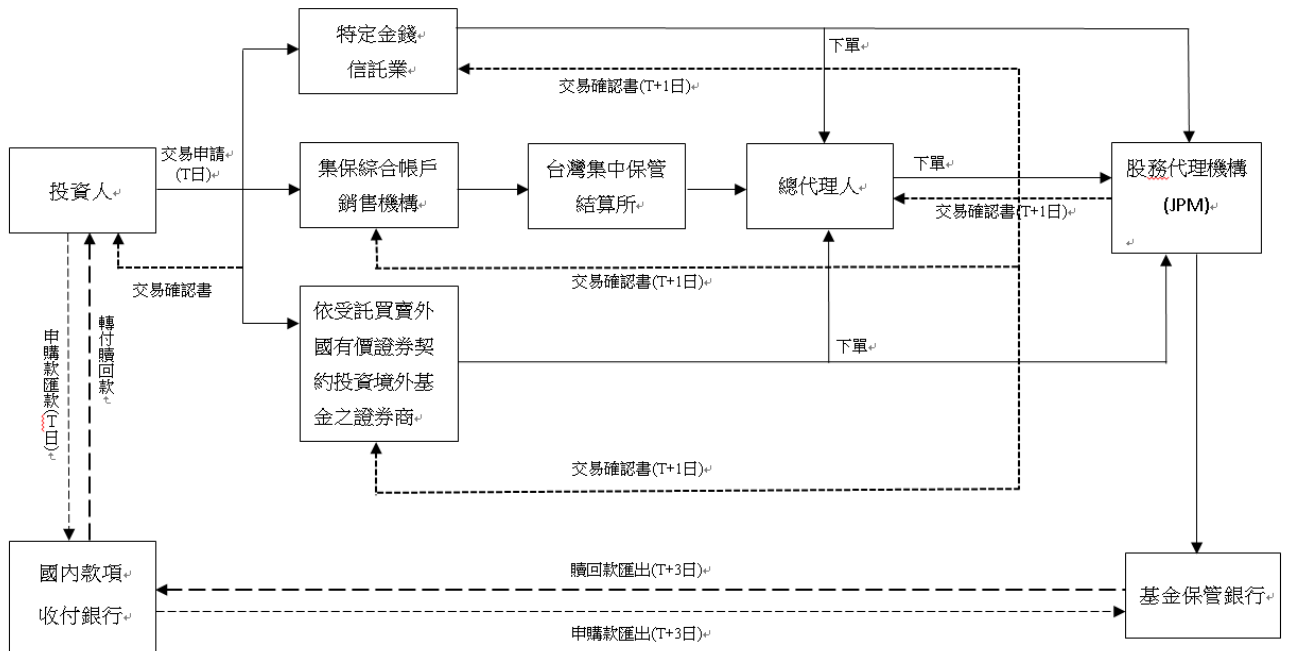 特定金錢
信託業
下單
交易確認書(T+1日)
交易申請
(T日)
投資人
集保綜合帳戶
銷售機構
台灣集中保管
結算所
總代理人
下單
股務代理機構
(JPM)
交易確認書(T+1日)
交易確認書
交易確認書(T+1日)
依受託買賣外
國有價證券契
約投資境外基
金之證券商
下單
申購款匯款(T日)
轉付贖回款
交易確認書(T+1日)
國內款項
收付銀行
贖回款匯出(T+3日)
申購款匯出(T+3日)
基金保管銀行